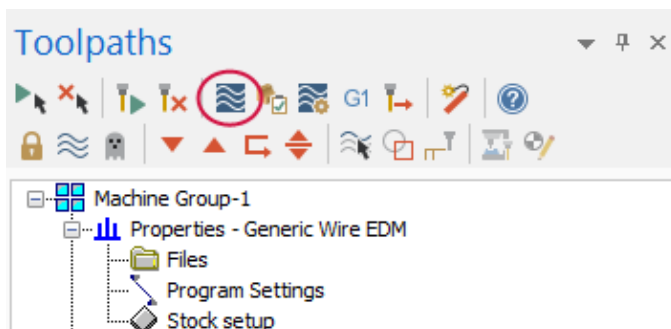 Toolpaths
G1
Machine Group-1
Properties - Generic Wire EDM
Files
Program Settings
Stock setup